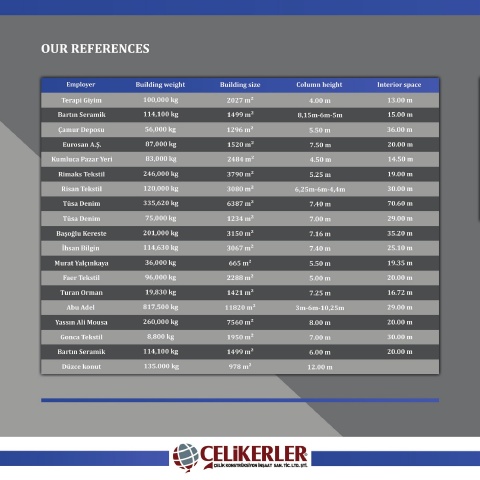 OUR REFERENCES
Employer Building weight Building size Column height Interior space
Terapi Giyim 100,000 kg 2027 m² 4.00 m 13.00 m
Bartın Seramik 114,100 kg 1499 m² 8,15m-6m-5m 15.00 m
Çamur Deposu 56,000 kg 1296 m² 5.50 m 36.00 m
Eurosan A.Ş. 87,000 kg 1520 m² 7.50 m 20.00 m
Kumluca Pazar Yeri 83,000 kg 2484 m² 4.50 m 14.50 m
Rimaks Tekstil 246,000 kg 3790 m² 5.25 m 19.00 m
Risan Tekstil 120,000 kg 3080 m² 6,25m-6m-4,4m 30.00 m
Tüsa Denim 335,620 kg 6387 m² 7.40 m 70.60 m
Tüsa Denim 75,000 kg 1234 m² 7.00 m 29.00 m
Başoğlu Kereste 201,000 kg 3150 m² 7.16 m 35.20 m
İhsan Bilgin 114,630 kg 3067 m² 7.40 m 25.10 m
Murat Yalçınkaya 36,000 kg 665 m² 5.50 m 19.35 m
Faer Tekstil 96,000 kg 2288 m² 5.00 m 20.00 m
Turan Orman 19,830 kg 1421 m² 7.25 m 16.72 m
Abu Adel 817,500 kg 11820 m² 3m-6m-10,25m 29.00 m
Yassın Ali Mousa 260,000 kg 7560 m² 8.00 m 20.00 m
Gonca Tekstil 8,800 kg 1950 m² 7.00 m 30.00 m
Bartın Seramik 114,100 kg 1499 m² 6.00 m 20.00 m
Düzce konut 135.000 kg 978 m² 12.00 m
ÇELİKERLER
ÇELİK KONSTRÜKSİYON İNŞAAT SAN. TİC. LTD. ŞTİ.